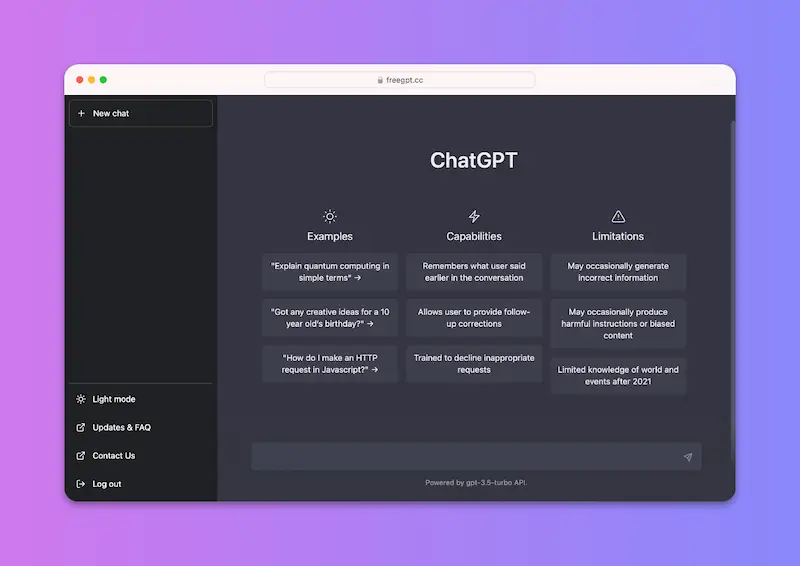 freegpt.cc
New chat
ChatGPT
Examples
"Explain quantum computing in
simple terms" →
"Got any creative ideas for a 10
year old's birthday?" →
"How do I make an HTTP
request in Javascript?" →
Capabilities
Remembers what user said
earlier in the conversation
Allows user to provide follow-
up corrections
Trained to decline inappropriate
requests
Limitations
May occasionally generate
incorrect information
May occasionally produce
harmful instructions or biased
content
Limited knowledge of world and
events after 2021
Light mode
Updates & FAQ
Contact Us
Log out
Powered by gpt-3.5-turbo API.